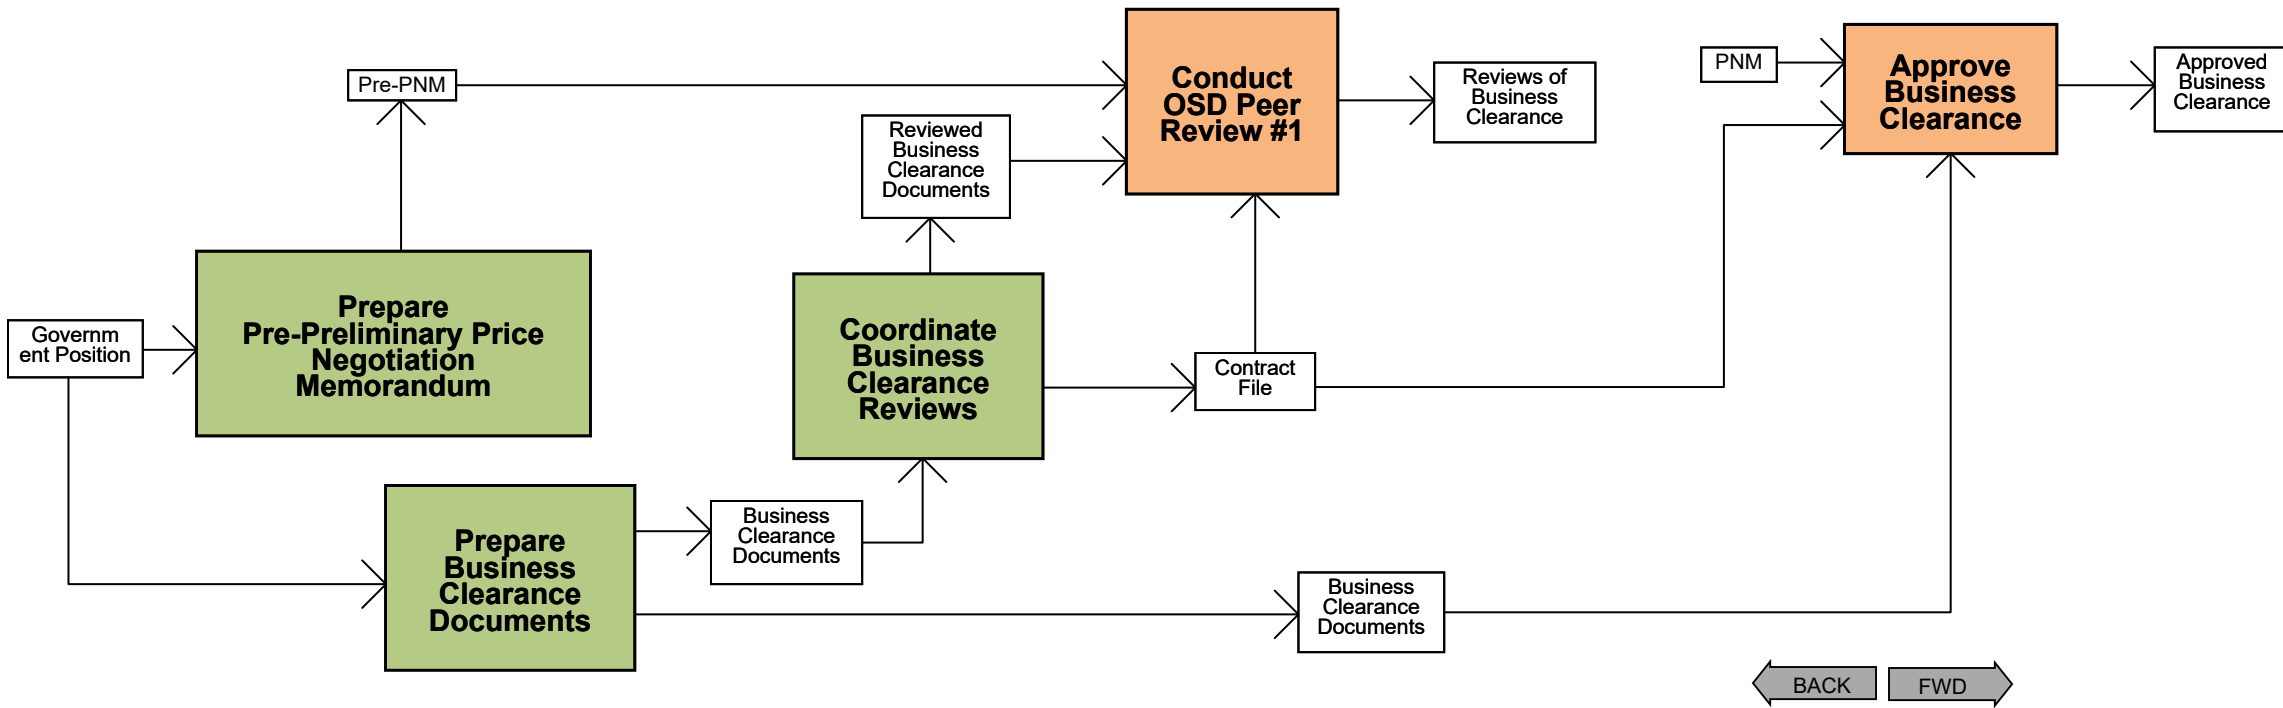 Pre-PNM
Reviewed
Business
Clearance
Documents
Conduct
OSD Peer
Review #1
Reviews of
Business
Clearance
PNM
Approve
Business
Clearance
Approved
Business
Clearance
Governm
ent Position
Prepare
Pre-Preliminary Price
Negotiation
Memorandum
Coordinate
Business
Clearance
Reviews
Contract
File
Prepare
Business
Clearance
Documents
Business
Clearance
Documents
Business
Clearance
Documents
BACK
FWD